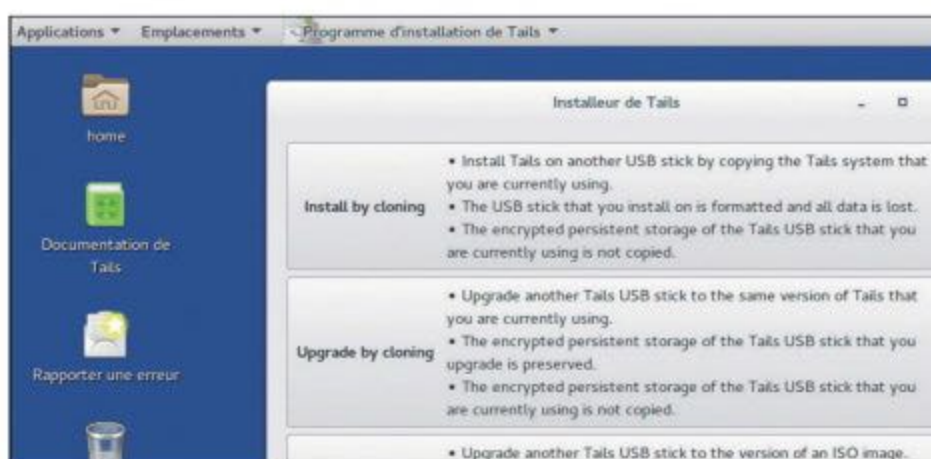 Applications Emplacements Programme d'installation de Tails
home
Documentation de
Tails
Rapporter une erreur
Installeur de Tails
Install by cloning
• Install Tails on another USB stick by copying the Tails system that
you are currently using.
• The USB stick that you install on is formatted and all data is lost.
• The encrypted persistent storage of the Tails USB stick that you
are currently using is not copied.
Upgrade by cloning
• Upgrade another Tails USB stick to the same version of Tails that
you are currently using.
• The encrypted persistent storage of the Tails USB stick that you
upgrade is preserved.
• The encrypted persistent storage of the Tails USB stick that you
are currently using is not copied.
• Upgrade another Tails USB stick to the version of an ISO image.